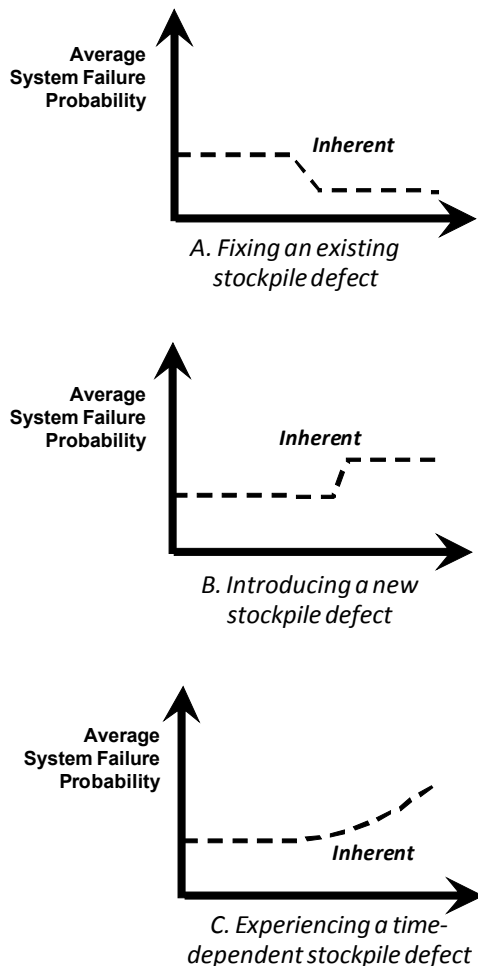 Average
System Failure
Probability
Inherent
A. Fixing an existing
stockpile defect
Average
System Failure
Probability
Inherent
B. Introducing a new
stockpile defect
Average
System Failure
Probability
Inherent
C. Experiencing a time-
dependent stockpile defect